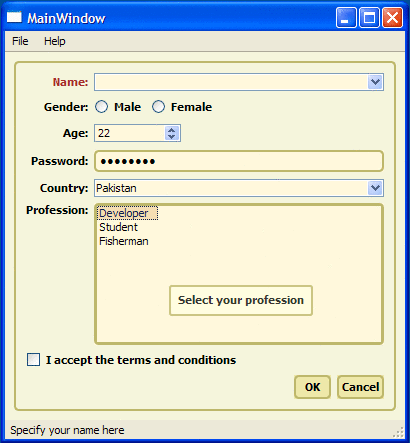 MainWindow
File Help
Name:
Gender: Male Female
Age: 22
Password: ●●●●●●●●
Country: Pakistan
Profession: Developer
Student
Fisherman
Select your profession
I accept the terms and conditions
OK Cancel
Specify your name here